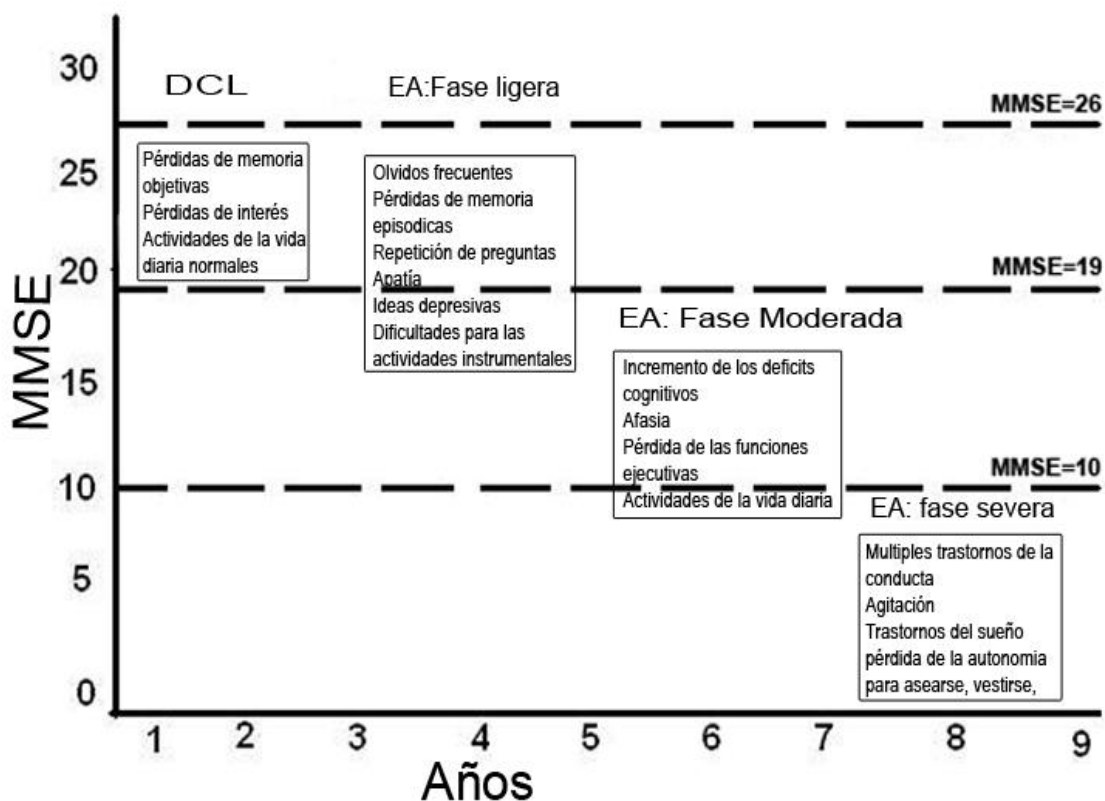 30
DCL
EA:Fase ligera
MMSE=26
Pérdidas de memoria
objetivas
Pérdidas de interés
Actividades de la vida
diaria normales
Olvidos frecuentes
Pérdidas de memoria
episodicas
Repetición de preguntas
Apatía
Ideas depresivas
Dificultades para las
actividades instrumentales
25
20
MMSE=19
EA: Fase Moderada
Incremento de los deficits
cognitivos
Afasia
Pérdida de las funciones
ejecutivas
Actividades de la vida diaria
15
MMSE
10
MMSE=10
EA: fase severa
Multiples trastornos de la
conducta
Agitación
Trastornos del sueño
pérdida de la autonomia
para asearse, vestirse,
5
0
1 2 3 4 5 6 7 8 9
Años